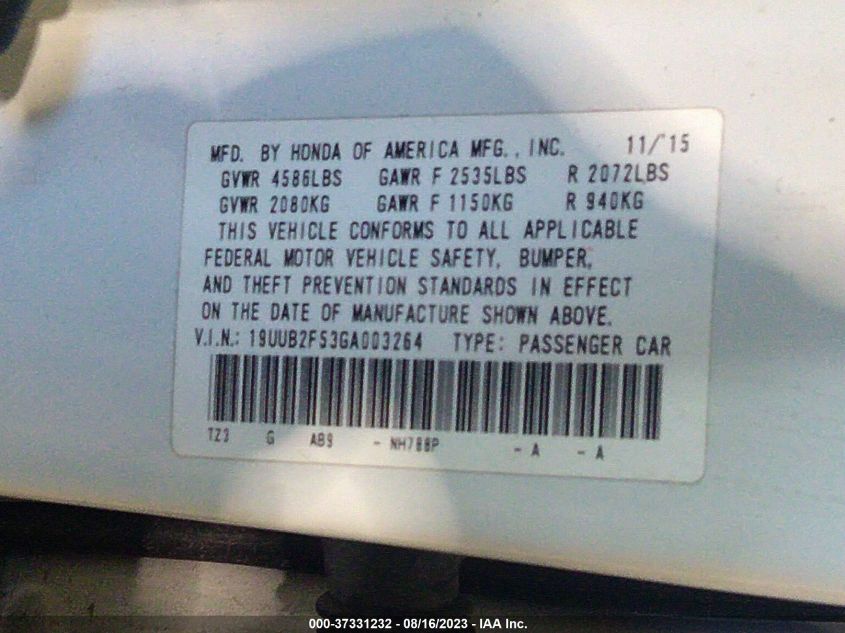 MFD. BY HONDA OF AMERICA MFG., INC. 11/'15
GVWR 4586LBS GAWR F 2535LBS R 2072LBS
GVWR 2080KG GAWR F 1150KG R 940KG
THIS VEHICLE CONFORMS TO ALL APPLICABLE
FEDERAL MOTOR VEHICLE SAFETY, BUMPER,
AND THEFT PREVENTION STANDARDS IN EFFECT
ON THE DATE OF MANUFACTURE SHOWN ABOVE.
V.I.N.: 19UUB2F53GA003264 TYPE: PASSENGER CAR
TZ3 G AB9 - NH788P - A - A
000-37331232 - 08/16/2023 - IAA Inc.